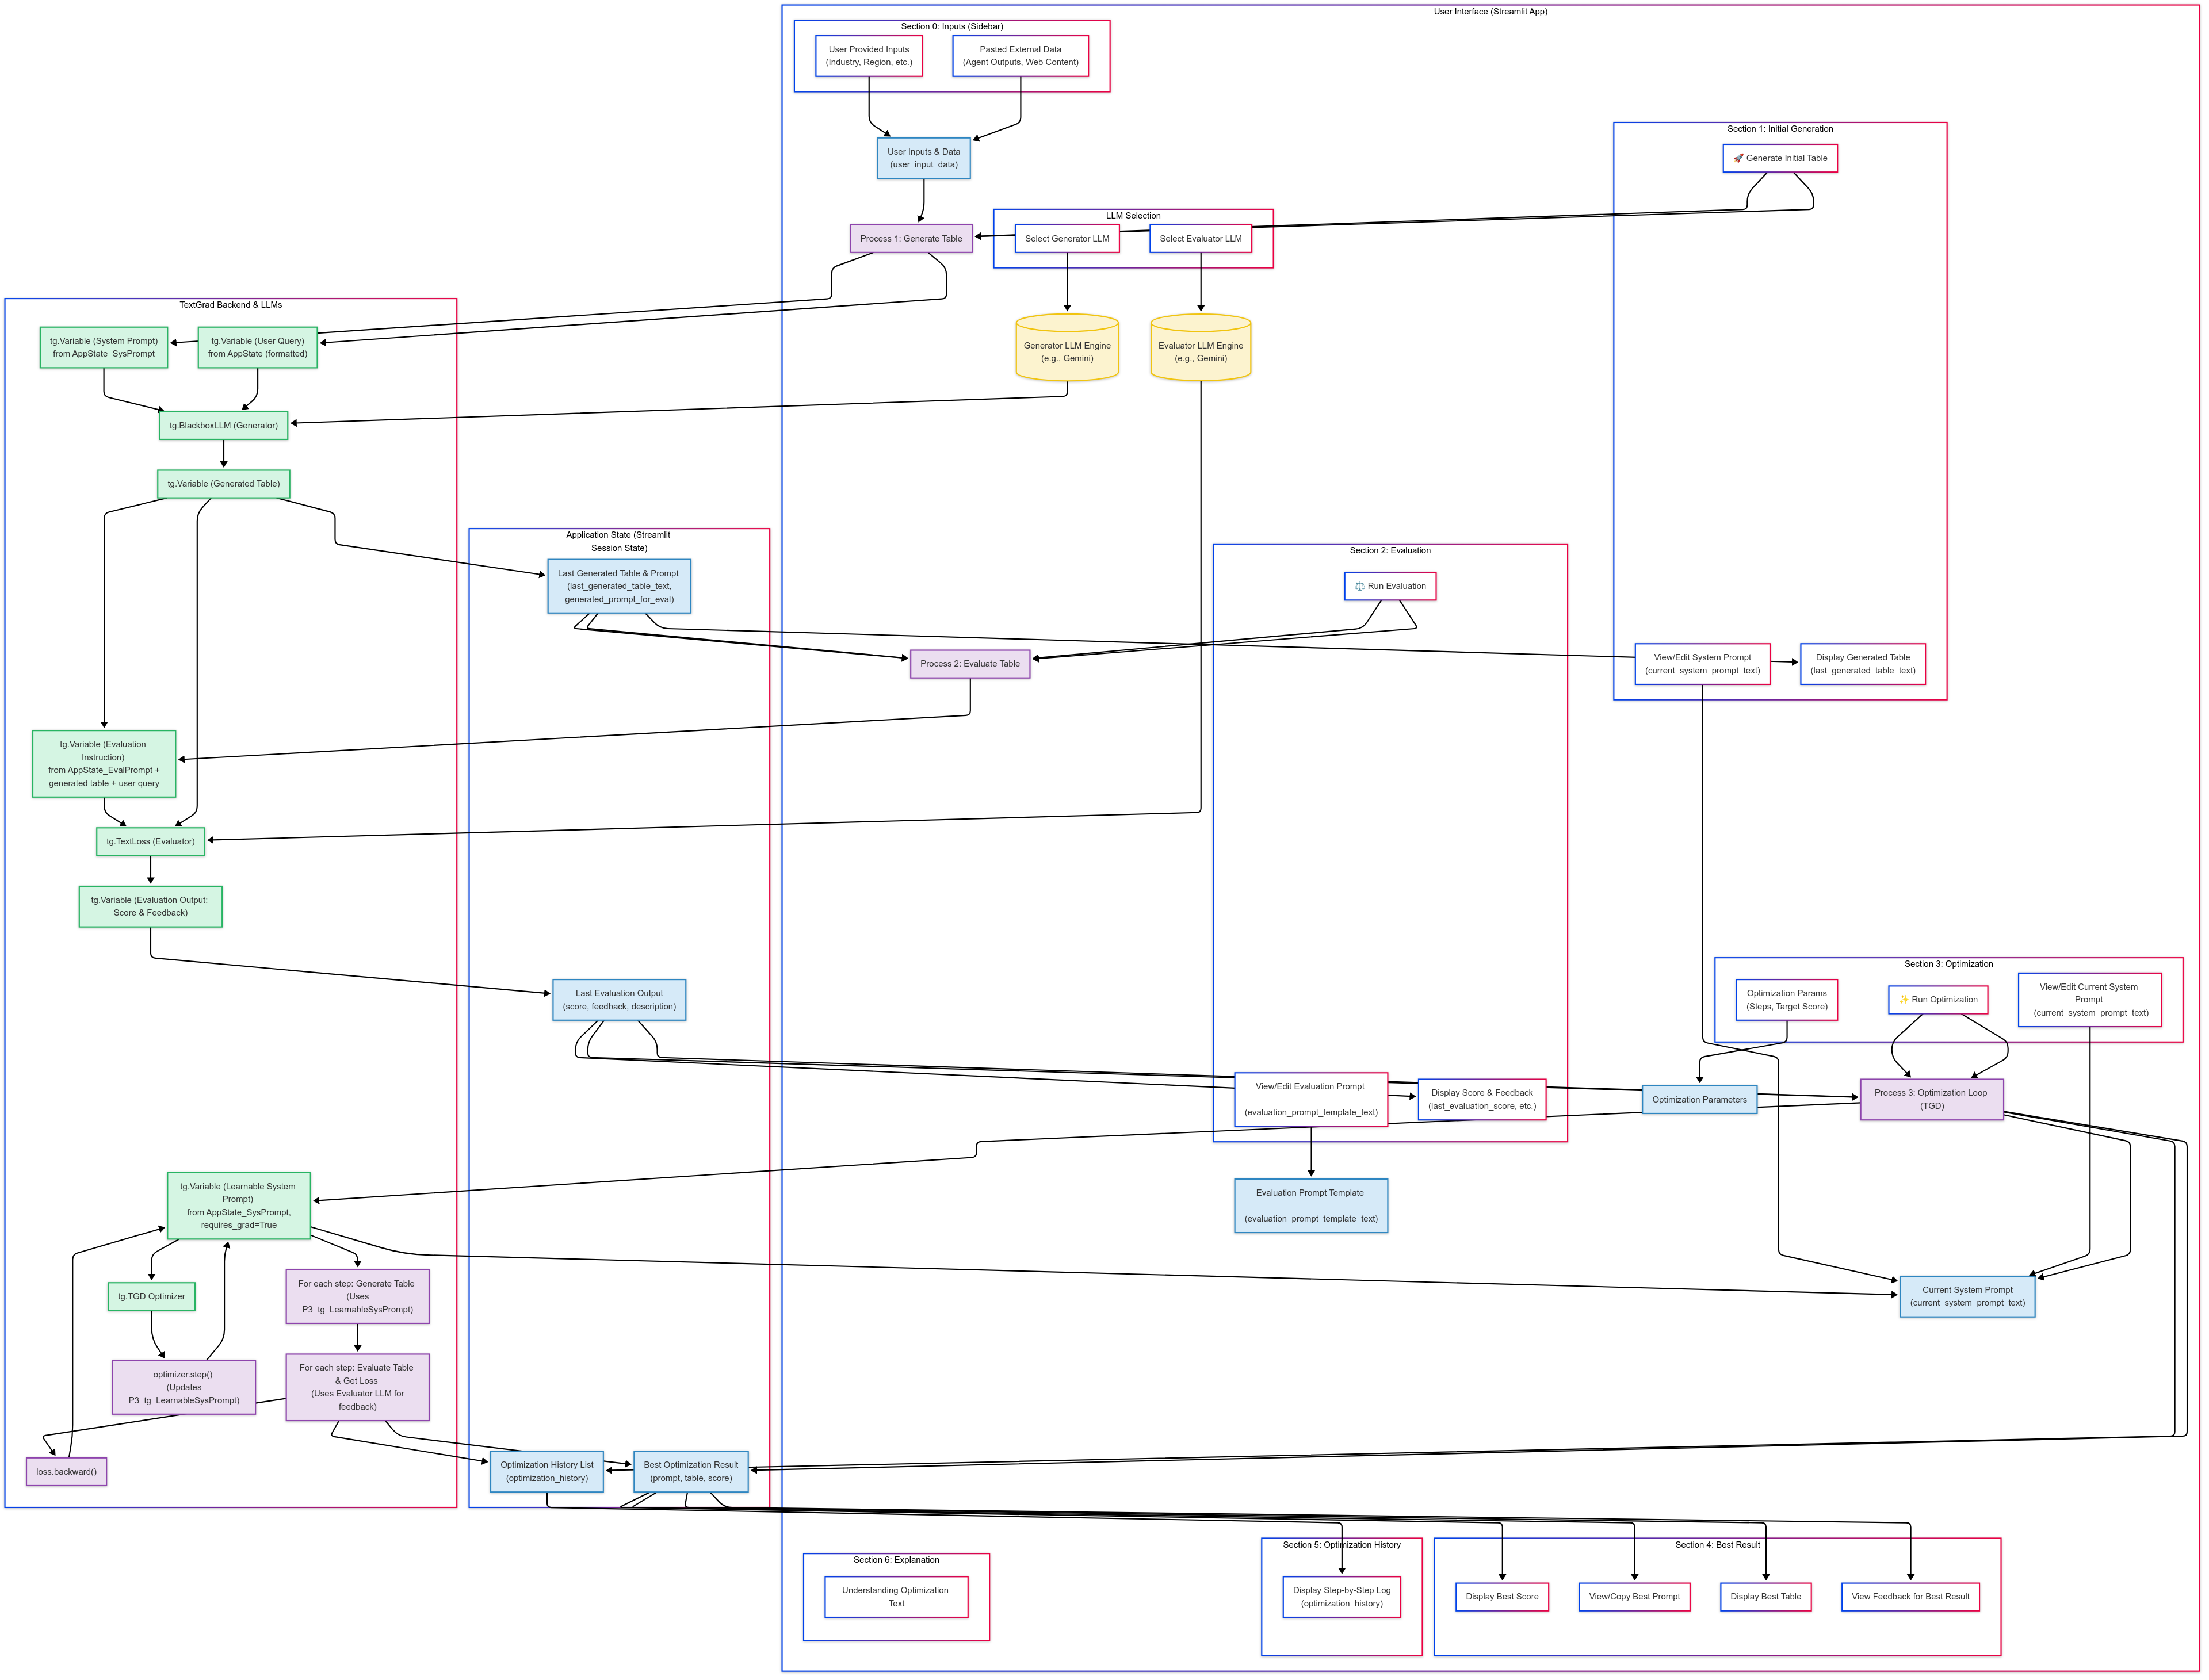 User Interface (Streamlit App)
Section 0: Inputs (Sidebar)
User Provided Inputs
(Industry, Region, etc.)
Pasted External Data
(Agent Outputs, Web Content)
User Inputs & Data
(user_input_data)
Section 1: Initial Generation
🚀 Generate Initial Table
LLM Selection
Process 1: Generate Table
Select Generator LLM
Select Evaluator LLM
TextGrad Backend & LLMs
tg.Variable (System Prompt)
from AppState_SysPrompt
tg.Variable (User Query)
from AppState (formatted)
Generator LLM Engine
(e.g., Gemini)
Evaluator LLM Engine
(e.g., Gemini)
tg.BlackboxLLM (Generator)
tg.Variable (Generated Table)
Application State (Streamlit
Session State)
Last Generated Table & Prompt
(last_generated_table_text,
generated_prompt_for_eval)
Section 2: Evaluation
⚖️ Run Evaluation
Process 2: Evaluate Table
View/Edit System Prompt
(current_system_prompt_text)
Display Generated Table
(last_generated_table_text)
tg.Variable (Evaluation
Instruction)
from AppState_EvalPrompt +
generated table + user query
tg.TextLoss (Evaluator)
tg.Variable (Evaluation Output:
Score & Feedback)
Last Evaluation Output
(score, feedback, description)
Section 3: Optimization
Optimization Params
(Steps, Target Score)
✨ Run Optimization
View/Edit Current System
Prompt
(current_system_prompt_text)
View/Edit Evaluation Prompt
(evaluation_prompt_template_text)
Display Score & Feedback
(last_evaluation_score, etc.)
Optimization Parameters
Process 3: Optimization Loop
(TGD)
tg.Variable (Learnable System
Prompt)
from AppState_SysPrompt,
requires_grad=True
Evaluation Prompt Template
(evaluation_prompt_template_text)
tg.TGD Optimizer
For each step: Generate Table
(Uses
P3_tg_LearnableSysPrompt)
Current System Prompt
(current_system_prompt_text)
optimizer.step()
(Updates
P3_tg_LearnableSysPrompt)
For each step: Evaluate Table
& Get Loss
(Uses Evaluator LLM for
feedback)
loss.backward()
Optimization History List
(optimization_history)
Best Optimization Result
(prompt, table, score)
Section 6: Explanation
Understanding Optimization
Text
Section 5: Optimization History
Display Step-by-Step Log
(optimization_history)
Section 4: Best Result
Display Best Score
View/Copy Best Prompt
Display Best Table
View Feedback for Best Result